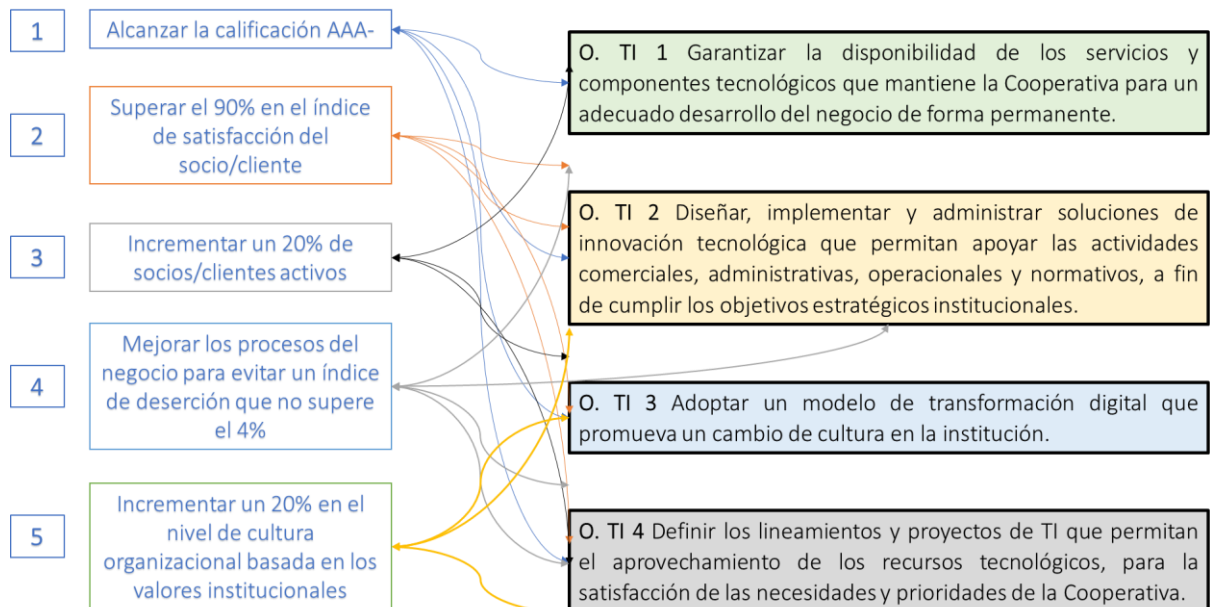 1
Alcanzar la calificación AAA-
2
Superar el 90% en el índice
de satisfacción del
socio/cliente
3
Incrementar un 20% de
socios/clientes activos
4
Mejorar los procesos del
negocio para evitar un índice
de deserción que no supere
el 4%
5
Incrementar un 20% en el
nivel de cultura
organizacional basada en los
valores institucionales
O. TI 1 Garantizar la disponibilidad de los servicios y
componentes tecnológicos que mantiene la Cooperativa para un
adecuado desarrollo del negocio de forma permanente.
O. TI 2 Diseñar, implementar y administrar soluciones de
innovación tecnológica que permitan apoyar las actividades
comerciales, administrativas, operacionales y normativos, a fin
de cumplir los objetivos estratégicos institucionales.
O. TI 3 Adoptar un modelo de transformación digital que
promueva un cambio de cultura en la institución.
O. TI 4 Definir los lineamientos y proyectos de TI que permitan
el aprovechamiento de los recursos tecnológicos, para la
satisfacción de las necesidades y prioridades de la Cooperativa.